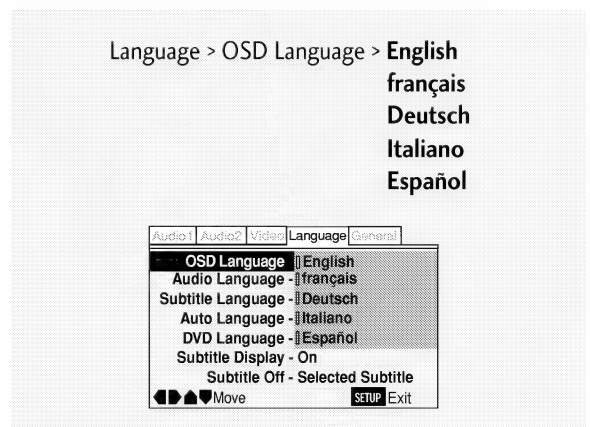 Language > OSD Language > English
français
Deutsch
Italiano
Español
Audio1 Audio2 Video Language General
OSD Language English
Audio Language - français
Subtitle Language - Deutsch
Auto Language - Italiano
DVD Language - Español
Subtitle Display - On
Subtitle Off - Selected Subtitle
Move SETUP Exit